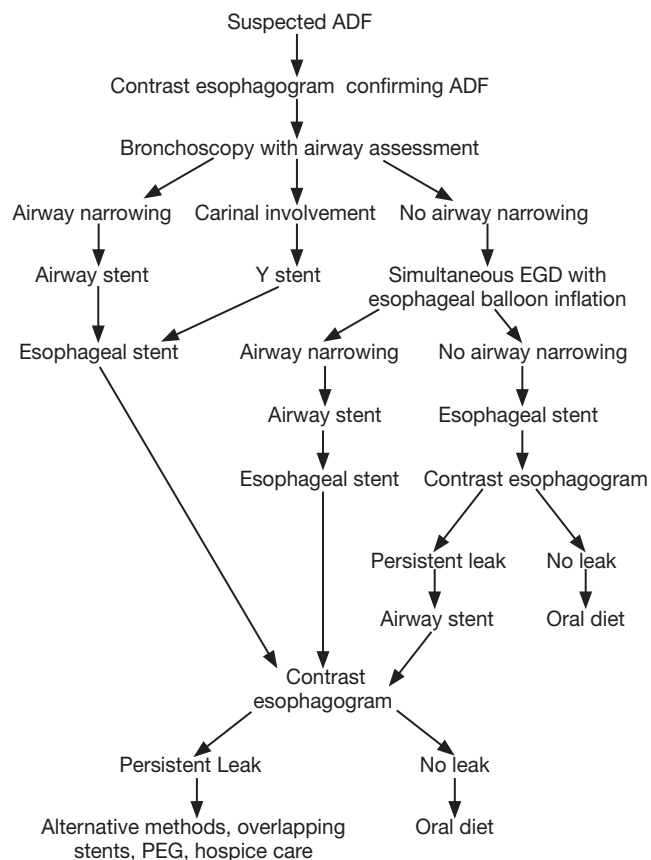 Suspected ADF
Contrast esophagogram confirming ADF
Bronchoscopy with airway assessment
Airway narrowing
Carinal involvement
No airway narrowing
Airway stent
Y stent
Simultaneous EGD with
esophageal balloon inflation
Esophageal stent
Airway narrowing
No airway narrowing
Airway stent
Esophageal stent
Esophageal stent
Contrast esophagogram
Persistent leak
No leak
Airway stent
Oral diet
Contrast
esophagogram
Persistent Leak
No leak
Alternative methods, overlapping
stents, PEG, hospice care
Oral diet